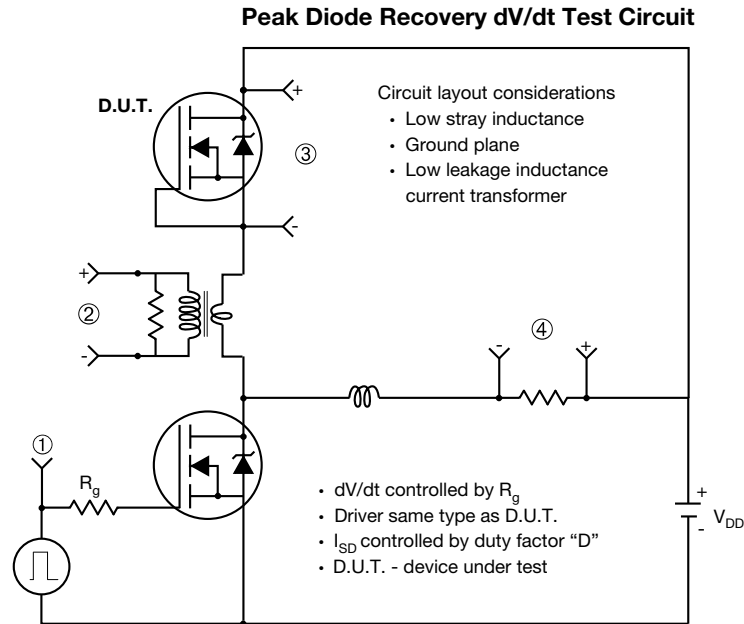 Peak Diode Recovery dV/dt Test Circuit
D.U.T.
+
-
③
Circuit layout considerations
• Low stray inductance
• Ground plane
• Low leakage inductance
current transformer
+
②
-
④
-
+
①
Rg
• dV/dt controlled by Rg
• Driver same type as D.U.T.
• ISD controlled by duty factor “D”
• D.U.T. - device under test
+
-
VDD